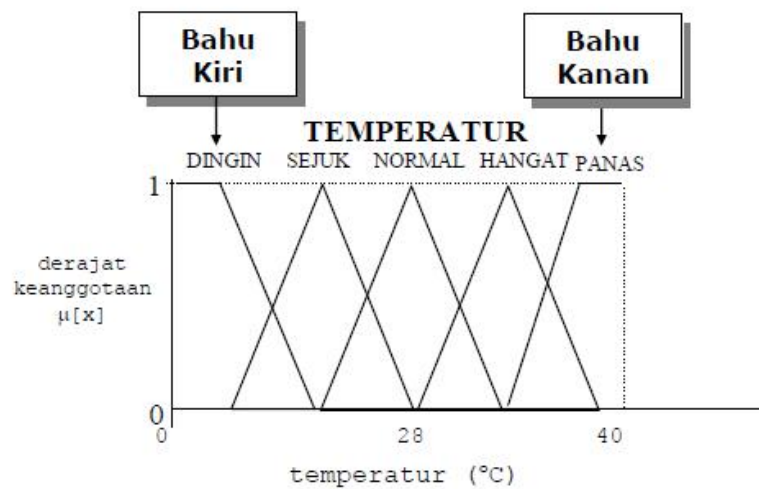 Bahu
Kiri
Bahu
Kanan
TEMPERATUR
DINGIN SEJUK NORMAL HANGAT PANAS
1
derajat
keanggotaan
μ[x]
0
0 28 40
temperatur (°C)